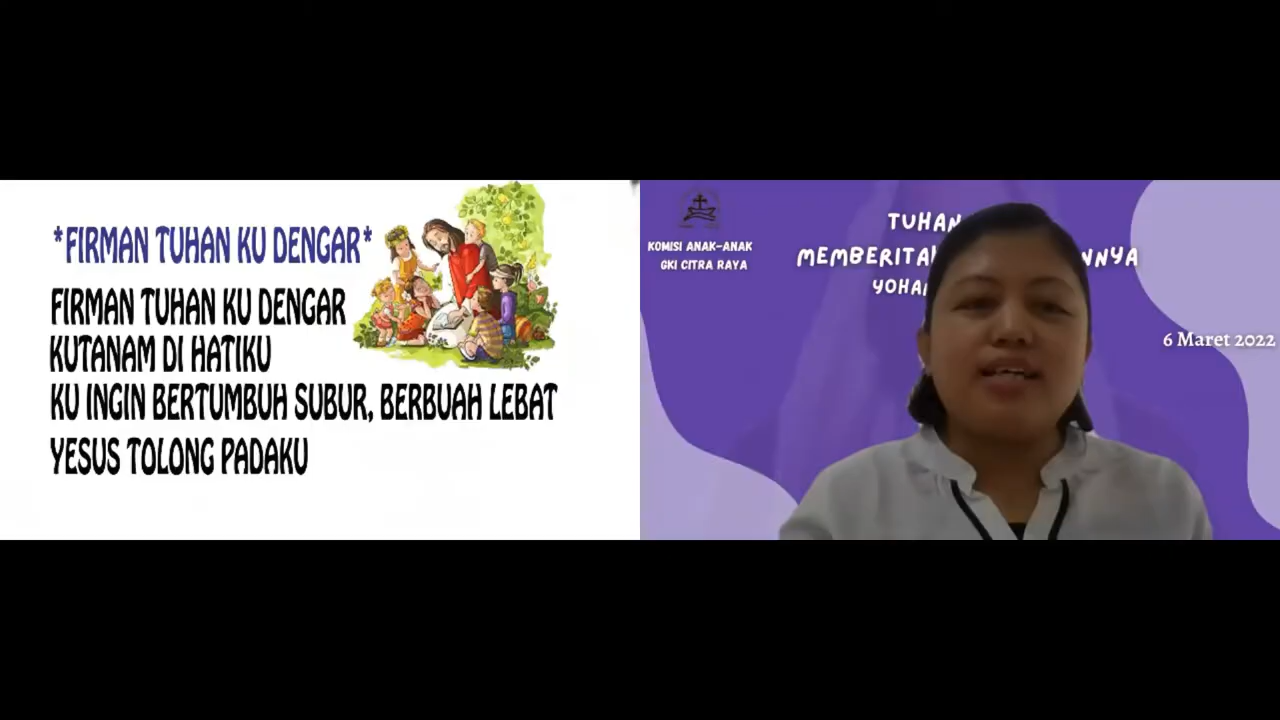 *FIRMAN TUHAN KU DENGAR*
FIRMAN TUHAN KU DENGAR
KUTANAM DI HATIKU
KU INGIN BERTUMBUH SUBUR, BERBUAH LEBAT
YESUS TOLONG PADAKU
KOMISI ANAK-ANAK
GKI CITRA RAYA
TUHAN
6 Maret 2022